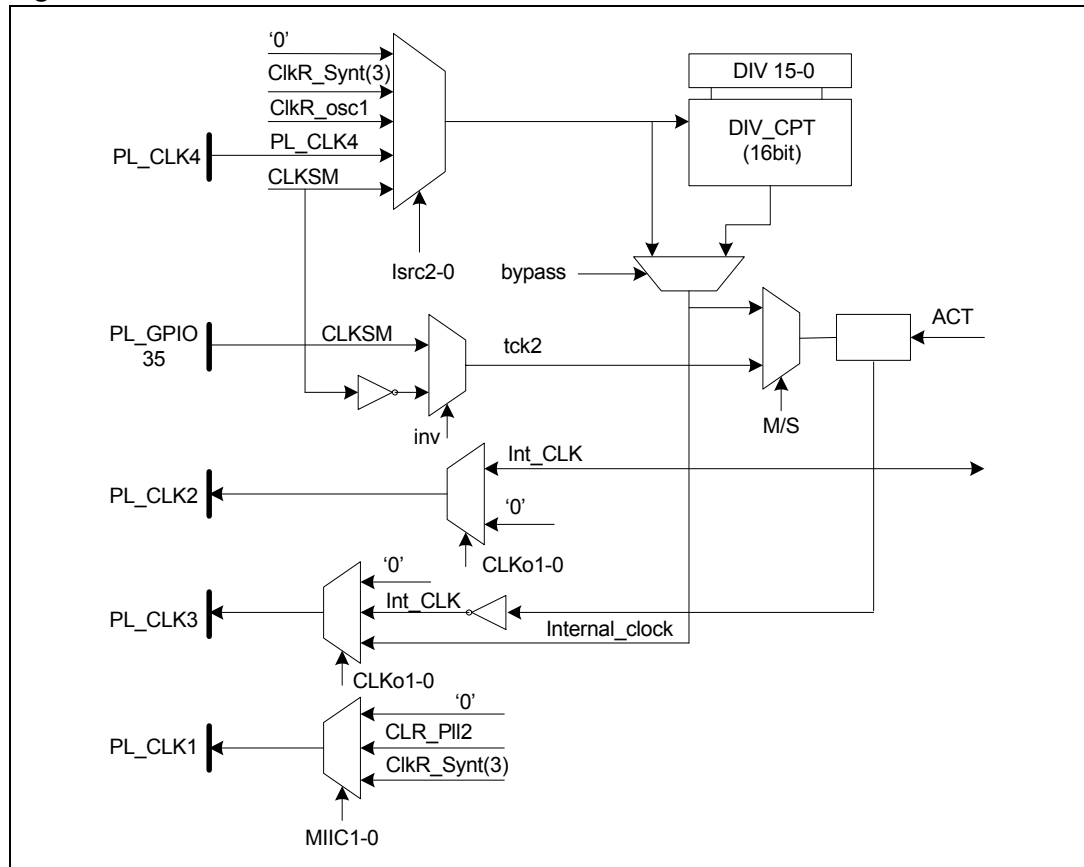 ‘0’
ClkR_Synt(3)
ClkR_osc1
PL_CLK4
PL_CLK4
CLKSM
Isrc2-0
DIV 15-0
DIV_CPT
(16bit)
bypass
PL_GPIO
35
CLKSM
tck2
inv
ACT
M/S
Int_CLK
PL_CLK2
‘0’
CLKo1-0
‘0’
PL_CLK3
Int_CLK
Internal_clock
CLKo1-0
‘0’
PL_CLK1
CLR_Pll2
ClkR_Synt(3)
MIIC1-0